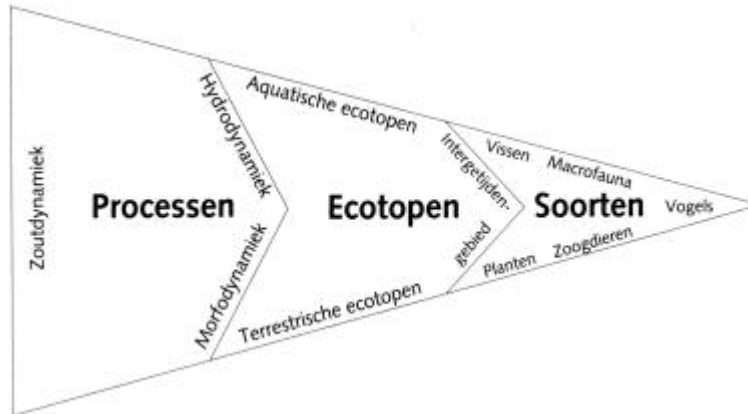 Zoutdynamiek
Processen
Hydrodynamiek
Morfodynamiek
Aquatische ecotopen
Ecotopen
Terrestrische ecotopen
Intergetijden-
gebied
Vissen
Macrofauna
Soorten
Vogels
Planten
Zoogdieren